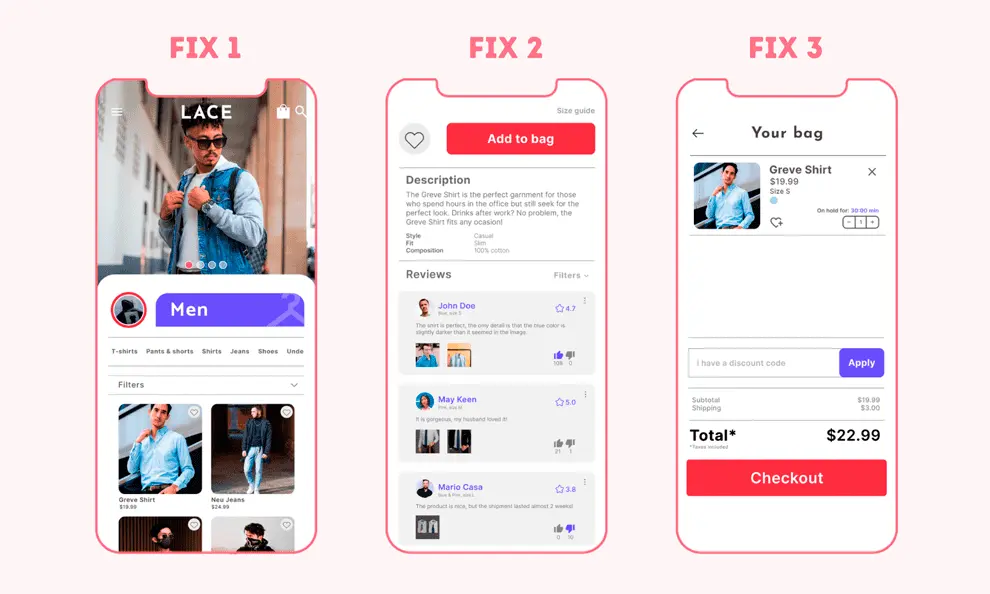 FIX 1
LACE
Men
T-shirts Pants & shorts Shirts Jeans Shoes Unde
Filters
Greve Shirt
$19.99
Neu Jeans
$24.99
FIX 2
Size guide
Add to bag
Description
The Greve Shirt is the perfect garnment for those
who spend hours in the office but still seek for the
perfect look. Drinks after work? No problem, the
Greve Shirt fits any ocasion!
Style Casual
Fit Slim
Composition 100% cotton
Reviews Filters
John Doe
Blue, size S
4.7
The shirt is perfect, the only detail is that the blue color is
slightly darker than it seemed in the image.
108 0
May Keen
5.0
It is gorgeous, my husband loved it!
21 1
Mario Casa
3.8
The product is nice, but the shipment lasted almost 2 weeks!
0 10
FIX 3
Your bag
Greve Shirt
$19.99
Size S
On hold for: 30:00 min
- 1 +
I have a discount code
Apply
Subtotal $19.99
Shipping $3.00
Total* $22.99
*Taxes included
Checkout